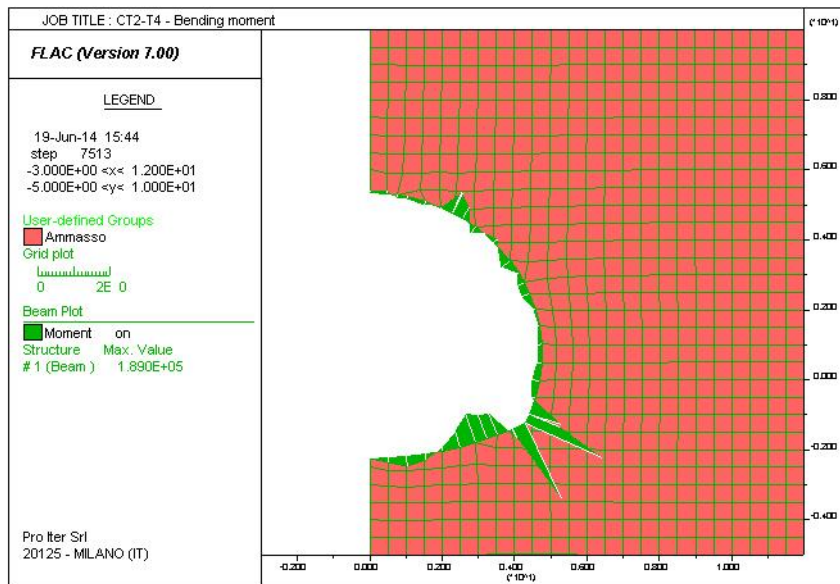 JOB TITLE : CT2-T4 - Bending moment
FLAC (Version 7.00)
LEGEND
19-Jun-14 15:44
step 7513
-3.000E+00 <x< 1.200E+01
-5.000E+00 <y< 1.000E+01
User-defined Groups
Ammasso
Grid plot
0 2E 0
Beam Plot
Moment on
Structure Max. Value
# 1 (Beam ) 1.890E+05
Pro Iter Srl
20125 - MILANO (IT)
(*10^1)
0.800
0.600
0.400
0.200
0.000
-0.200
-0.400
-0.200 0.000 0.200 0.400 0.600 0.800 1.000
(*10^1)